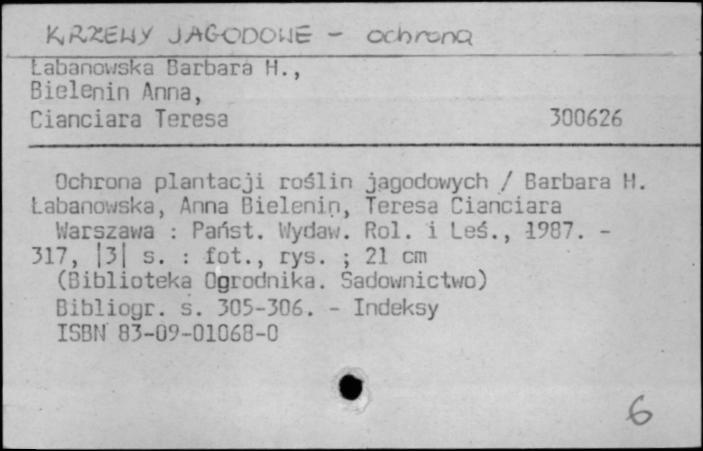 KRZEWY JAGODOWE - ochrona
Łabanowska Barbara H.,
Bielenin Anna,
Cianciara Teresa 300626
Ochrona plantacji roślin jagodowych / Barbara H.
Łabanowska, Anna Bielenin, Teresa Cianciara
Warszawa : Państ. Wydaw. Rol. i Leś., 1987. -
317, |3| s. : fot., rys. ; 21 cm
(Biblioteka Ogrodnika. Sadownictwo)
Bibliogr. s. 305-306. - Indeksy
ISBN 83-09-01068-0
6